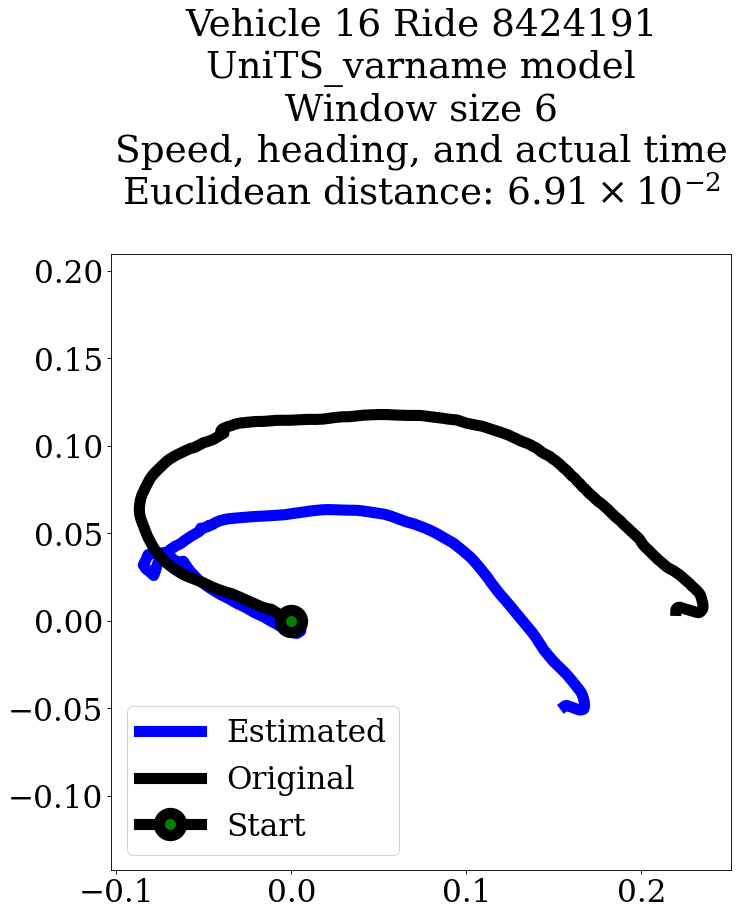 Vehicle 16 Ride 8424191
UniTS_varname model
Window size 6
Speed, heading, and actual time
Euclidean distance: 6.91 × 10⁻²
0.20
0.15
0.10
0.05
0.00
−0.05
−0.10
Estimated
Original
Start
−0.1
0.0
0.1
0.2